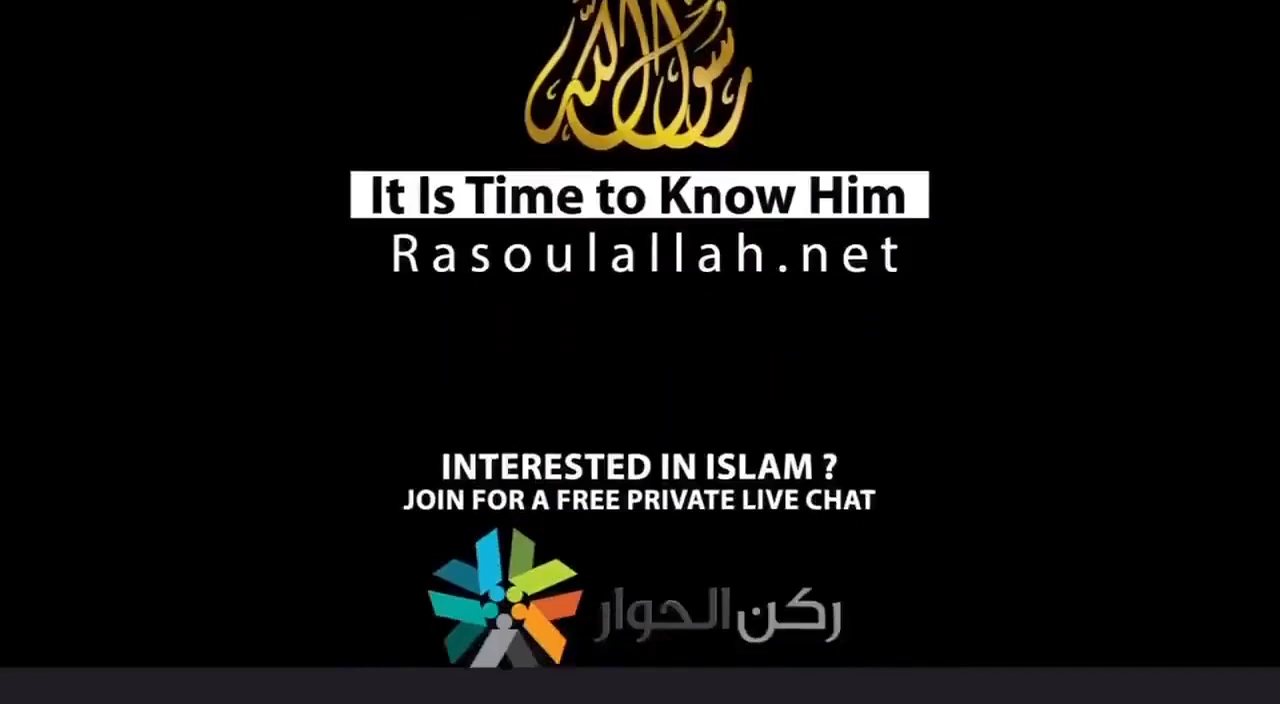 رسول الله
It Is Time to Know Him
Rasoulallah.net
INTERESTED IN ISLAM ?
JOIN FOR A FREE PRIVATE LIVE CHAT
ركن الحوار